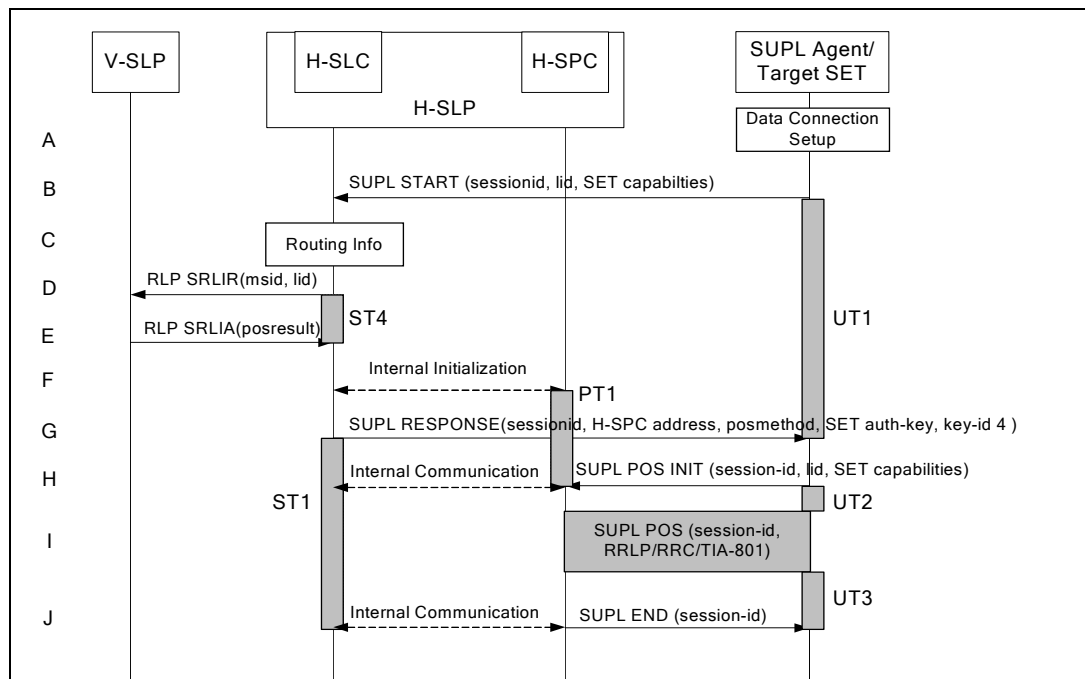 V-SLP
H-SLC
H-SPC
SUPL Agent/
Target SET
H-SLP
A
Data Connection
Setup
B
SUPL START (sessionid, lid, SET capabilties)
C
Routing Info
D
RLP SRLIR(msid, lid)
ST4
UT1
E
RLP SRLIA(posresult)
F
Internal Initialization
PT1
G
SUPL RESPONSE(sessionid, H-SPC address, posmethod, SET auth-key, key-id 4 )
H
Internal Communication
SUPL POS INIT (session-id, lid, SET capabilities)
ST1
UT2
I
SUPL POS (session-id,
RRLP/RRC/TIA-801)
UT3
J
Internal Communication
SUPL END (session-id)